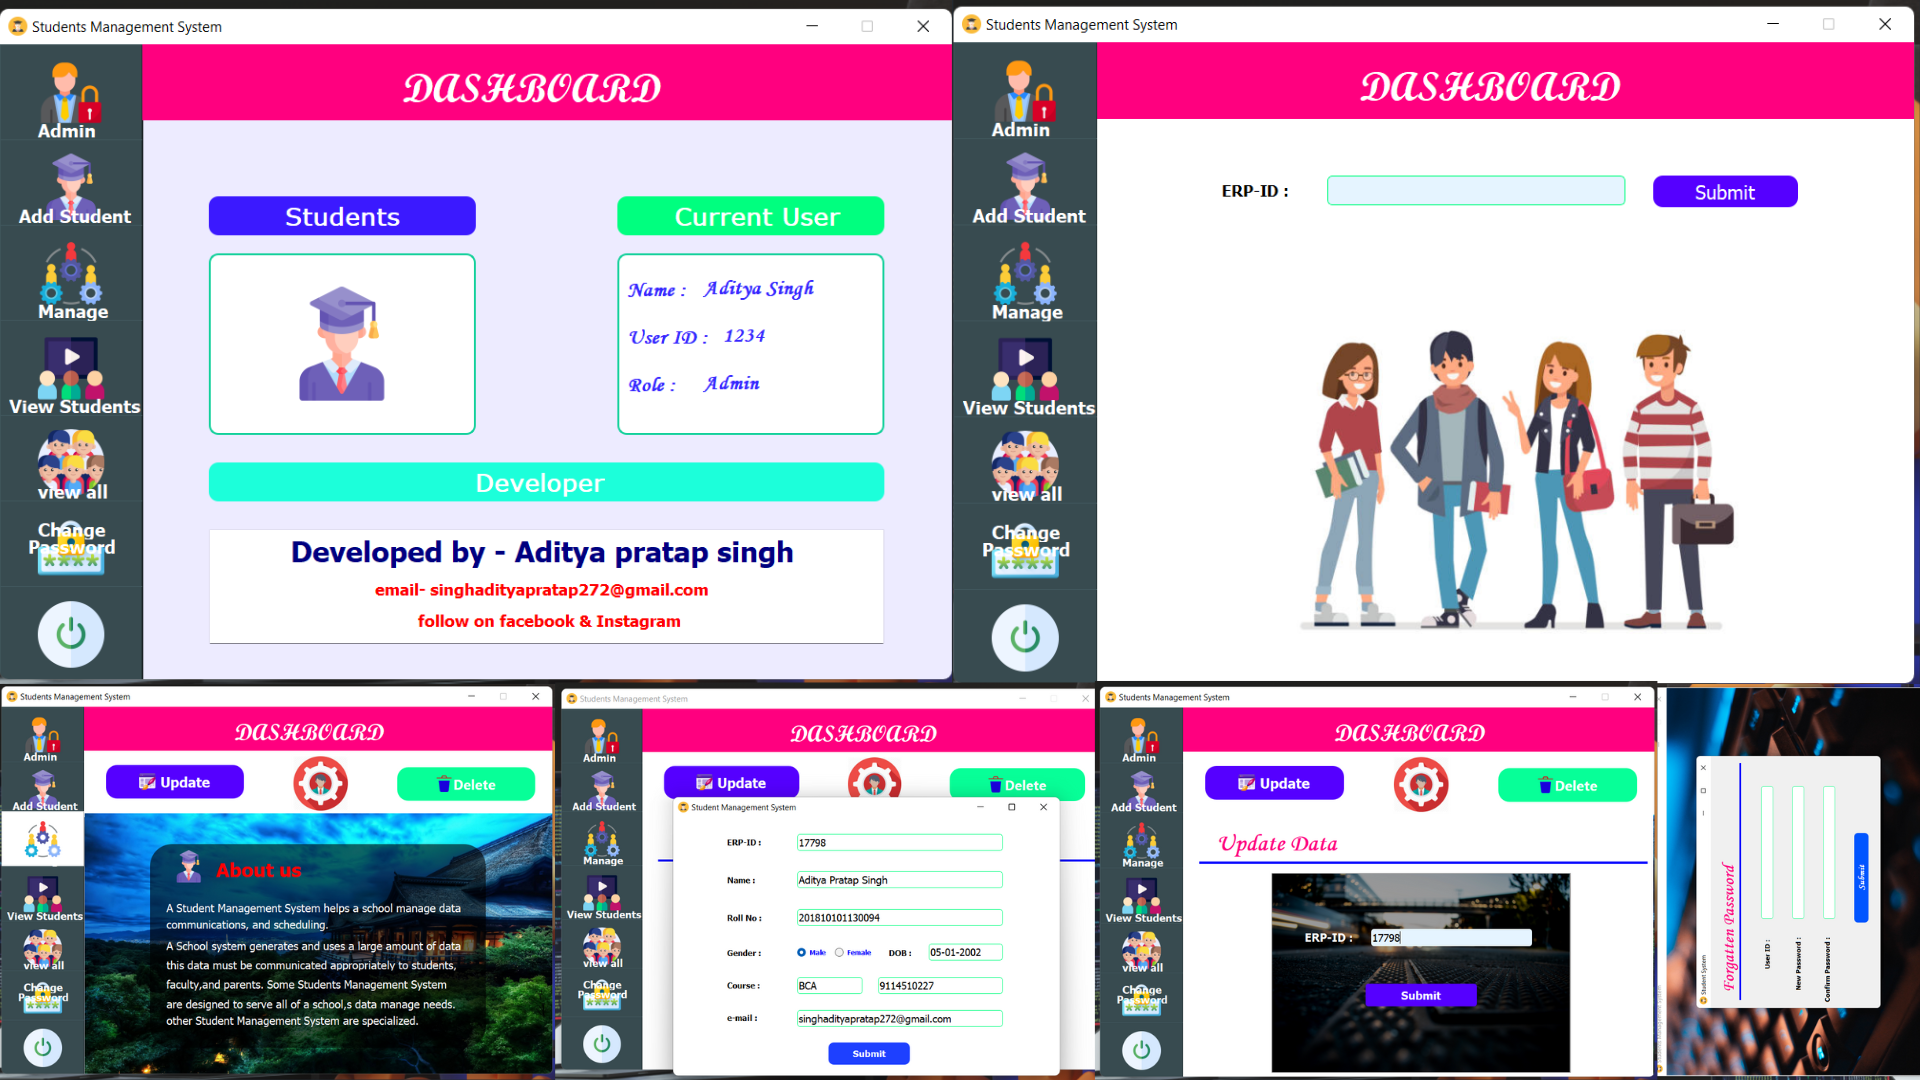 Students Management System
DASHBOARD
Admin
Add Student
Manage
View Students
view all
Change
Password
Students
Current User
Name : Aditya Singh
User ID : 1234
Role : Admin
Developer
Developed by - Aditya pratap singh
email- singhadityapratap272@gmail.com
follow on facebook & Instagram
Students Management System
DASHBOARD
Admin
Add Student
Manage
View Students
view all
Change
Password
ERP-ID :
Submit
Students Management System
DASHBOARD
Admin
Add Student
View Students
view all
Change
Password
Update
Delete
About us
A Student Management System helps a school manage data
communications, and scheduling.
A School system generates and uses a large amount of data
this data must be communicated appropriately to students,
faculty,and parents. Some Students Management System
are designed to serve all of a school,s data manage needs.
other Student Management System are specialized.
Students Management System
DASHBOARD
Admin
Add Student
Manage
View Students
view all
Change
Password
Update
Delete
Student Management System
ERP-ID : 17798
Name : Aditya Pratap Singh
Roll No : 201810101130094
Gender : Male Female DOB : 05-01-2002
Course : BCA 9114510227
e-mail : singhadityapratap272@gmail.com
Submit
Students Management System
DASHBOARD
Admin
Add Student
Manage
View Students
view all
Change
Password
Update
Delete
Update Data
ERP-ID : 17798
Submit
Student System
Forgatten Password
User ID :
New Password :
Confirm Password :
Submit